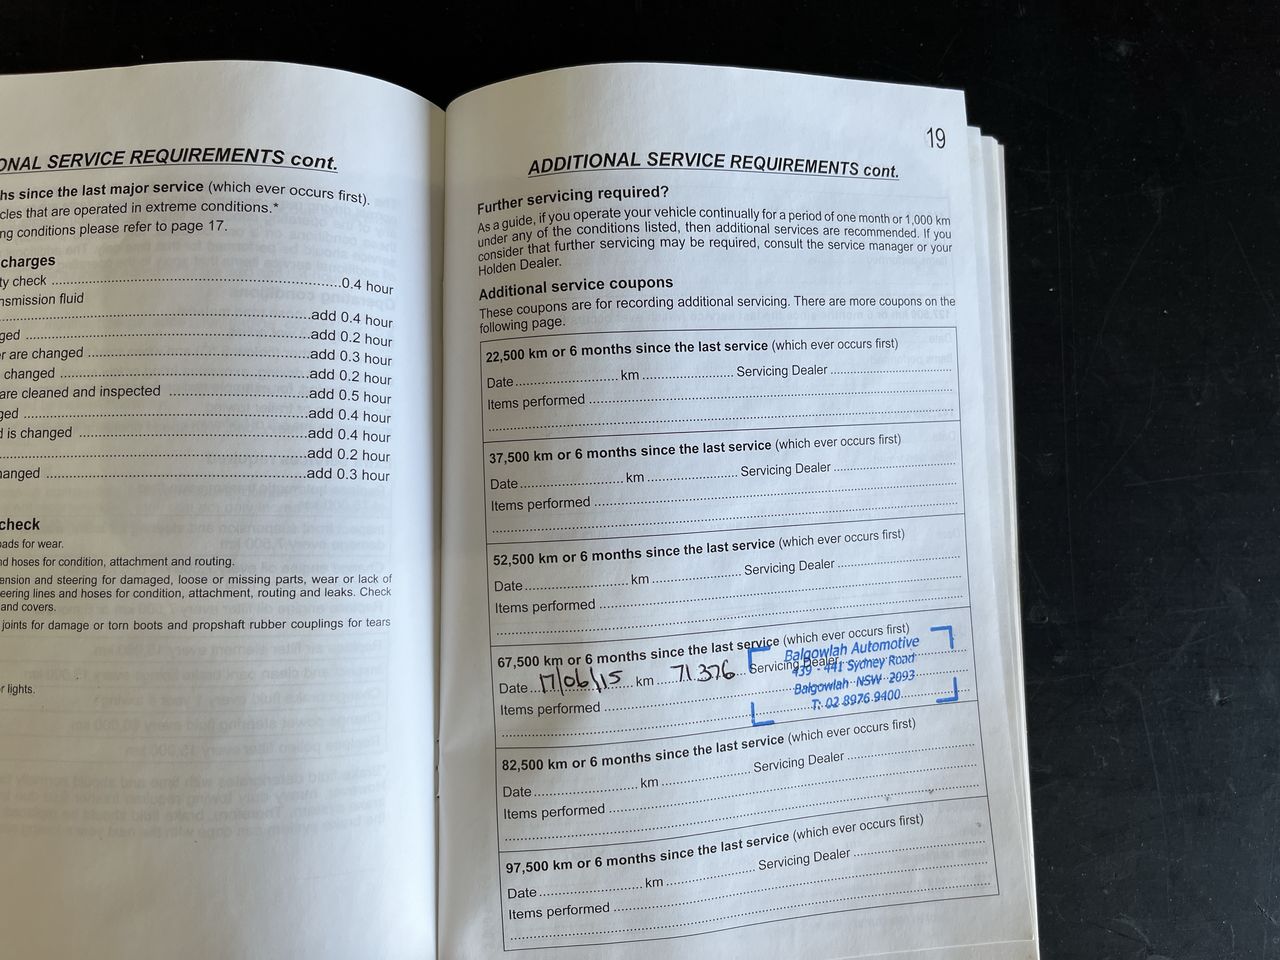 ONAL SERVICE REQUIREMENTS cont.
hs since the last major service (which ever occurs first).
cles that are operated in extreme conditions.*
ng conditions please refer to page 17.
charges
ty check ........ 0.4 hour
nsmission fluid
........ add 0.4 hour
ged ........ add 0.2 hour
r are changed ........ add 0.3 hour
changed ........ add 0.2 hour
are cleaned and inspected ........ add 0.5 hour
ged ........ add 0.4 hour
d is changed ........ add 0.4 hour
........ add 0.2 hour
hanged ........ add 0.3 hour
check
pads for wear.
nd hoses for condition, attachment and routing.
ension and steering for damaged, loose or missing parts, wear or lack of
eering lines and hoses for condition, attachment, routing and leaks. Check
and covers.
joints for damage or torn boots and propshaft rubber couplings for tears
r lights.
19
ADDITIONAL SERVICE REQUIREMENTS cont.
Further servicing required?
As a guide, if you operate your vehicle continually for a period of one month or 1,000 km
under any of the conditions listed, then additional services are recommended. If you
consider that further servicing may be required, consult the service manager or your
Holden Dealer.
Additional service coupons
These coupons are for recording additional servicing. There are more coupons on the
following page.
22,500 km or 6 months since the last service (which ever occurs first)
Date........ km ........ Servicing Dealer ........
Items performed ........
37,500 km or 6 months since the last service (which ever occurs first)
Date........ km ........ Servicing Dealer ........
Items performed ........
52,500 km or 6 months since the last service (which ever occurs first)
Date........ km ........ Servicing Dealer ........
Items performed ........
67,500 km or 6 months since the last service (which ever occurs first)
Date 17/06/15 km 71.376 Servicing Dealer
Items performed ........
Balgowlah Automotive
439 - 441 Sydney Road
Balgowlah NSW 2093
T: 02 8976 9400
82,500 km or 6 months since the last service (which ever occurs first)
Date........ km ........ Servicing Dealer ........
Items performed ........
97,500 km or 6 months since the last service (which ever occurs first)
Date........ km ........ Servicing Dealer ........
Items performed ........